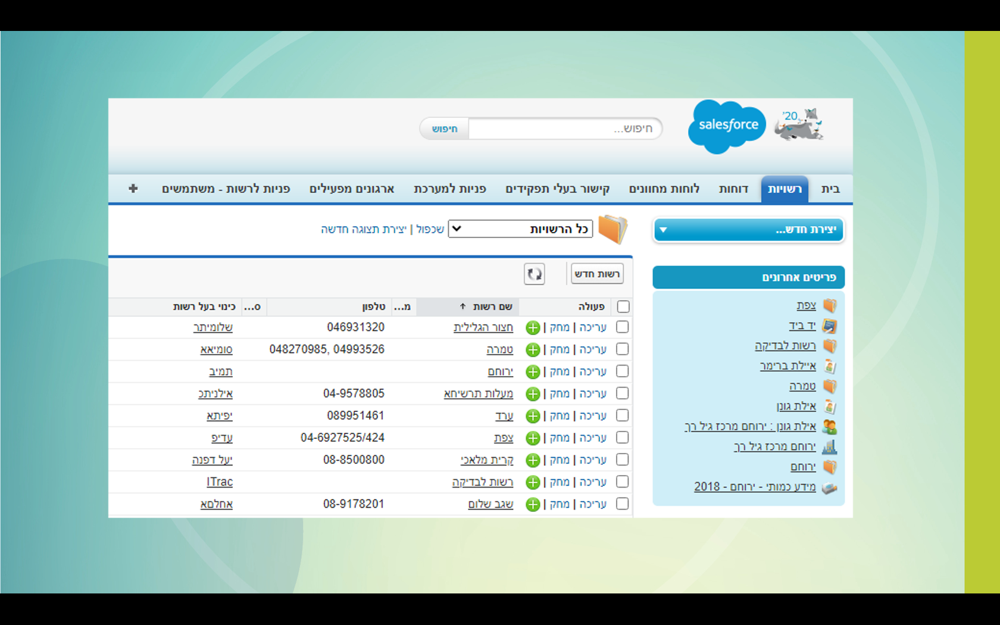 '20
salesforce
חיפוש...
חיפוש
בית רשויות דוחות לוחות מחוונים קישור בעלי תפקידים פניות למערכת ארגונים מפעילים פניות לרשות - משתמשים
יצירת חדש...
פריטים אחרונים
צפת
יד ביד
רשות לבדיקה
איילת ברימר
טמרה
אילת גונן
אילת גונן : ירוחם מרכז גיל רך
ירוחם מרכז גיל רך
ירוחם
מידע כמותי - ירוחם - 2018
כל הרשויות שכפול | יצירת תצוגה חדשה
רשות חדש
פעולה שם רשות ↑ מ... טלפון ס... כינוי בעל רשות
עריכה | מחק | חצור הגלילית 046931320 שלומיתר
עריכה | מחק | טמרה 048270985, 04993526 סומיאא
עריכה | מחק | ירוחם תמיב
עריכה | מחק | מעלות תרשיחא 04-9578805 אילניתכ
עריכה | מחק | ערד 089951461 יפיתא
עריכה | מחק | צפת 04-6927525/424 עדיפ
עריכה | מחק | קרית מלאכי 08-8500800 יעל דפנה
עריכה | מחק | רשות לבדיקה ITrac
עריכה | מחק | שגב שלום 08-9178201 אחלםא